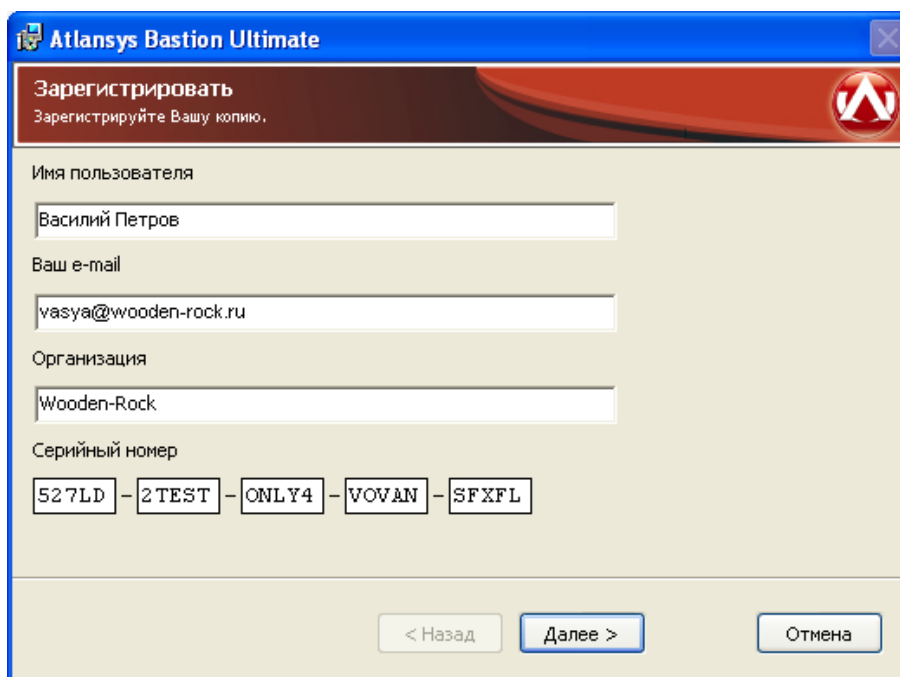 Atlansys Bastion Ultimate
Зарегистрировать
Зарегистрируйте Вашу копию.
Имя пользователя
Василий Петров
Ваш e-mail
vasya@wooden-rock.ru
Организация
Wooden-Rock
Серийный номер
527LD - 2TEST - ONLY4 - VOVAN - SFXFL
< Назад Далее > Отмена